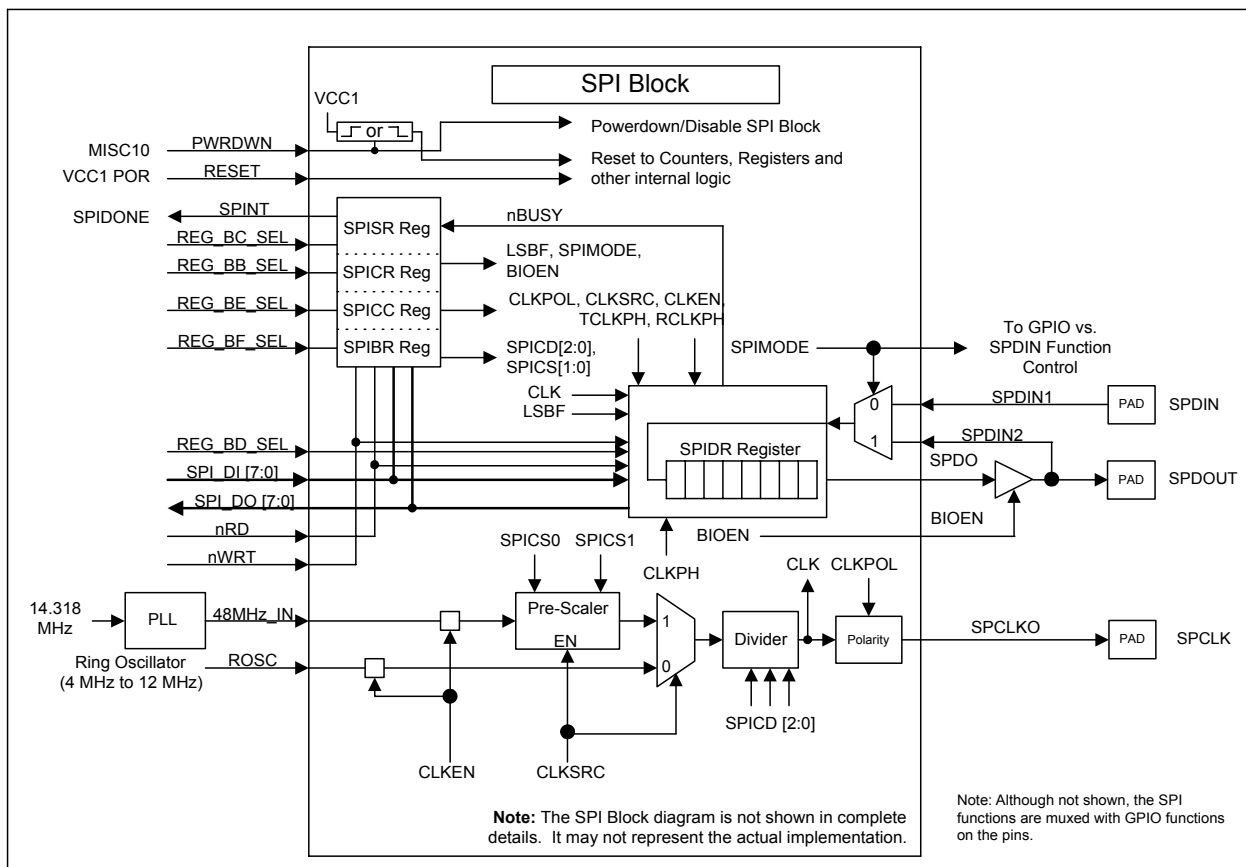 SPI Block
VCC1
or
Powerdown/Disable SPI Block
MISC10
PWRDWN
Reset to Counters, Registers and
other internal logic
VCC1 POR
RESET
SPIDONE
SPINT
SPISR Reg
nBUSY
REG_BC_SEL
REG_BB_SEL
SPICR Reg
LSBF, SPIMODE,
BIOEN
REG_BE_SEL
SPICC Reg
CLKPOL, CLKSRC, CLKEN,
TCLKPH, RCLKPH
REG_BF_SEL
SPIBR Reg
SPICD[2:0],
SPICS[1:0]
SPIMODE
To GPIO vs.
SPDIN Function
Control
CLK
LSBF
0
1
SPDIN1
PAD
SPDIN
SPDIN2
REG_BD_SEL
SPIDR Register
SPDO
SPI_DI [7:0]
PAD
SPDOUT
SPI_DO [7:0]
BIOEN
nRD
BIOEN
nWRT
SPICS0
SPICS1
CLKPH
CLK
CLKPOL
14.318
MHz
PLL
48MHz_IN
Pre-Scaler
EN
1
0
Divider
Polarity
SPCLKO
PAD
SPCLK
Ring Oscillator
(4 MHz to 12 MHz)
ROSC
SPICD [2:0]
CLKEN
CLKSRC
Note: The SPI Block diagram is not shown in complete
details. It may not represent the actual implementation.
Note: Although not shown, the SPI
functions are muxed with GPIO functions
on the pins.